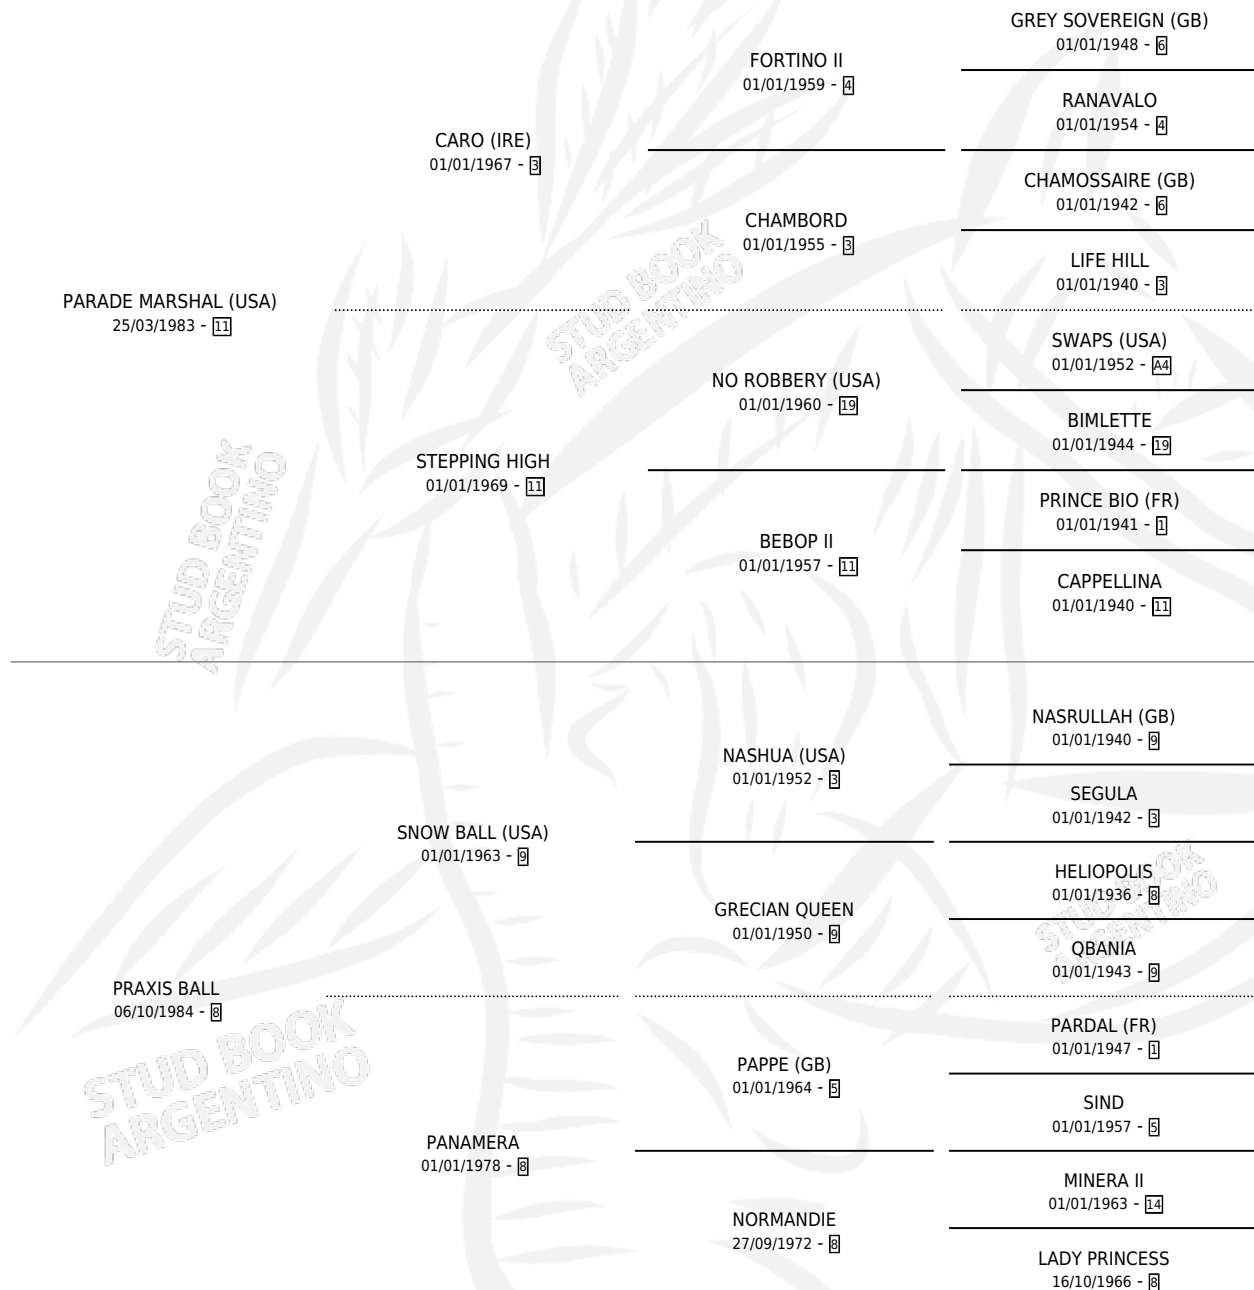 GREY SOVEREIGN (GB)
01/01/1948 - 6
FORTINO II
01/01/1959 - 4
RANAVALO
01/01/1954 - 4
CARO (IRE)
01/01/1967 - 3
CHAMOSSAIRE (GB)
01/01/1942 - 6
CHAMBORD
01/01/1955 - 3
LIFE HILL
01/01/1940 - 3
PARADE MARSHAL (USA)
25/03/1983 - 11
SWAPS (USA)
01/01/1952 - A4
NO ROBBERY (USA)
01/01/1960 - 19
BIMLETTE
01/01/1944 - 19
STEPPING HIGH
01/01/1969 - 11
PRINCE BIO (FR)
01/01/1941 - 1
BEBOP II
01/01/1957 - 11
CAPPELLINA
01/01/1940 - 11
NASRULLAH (GB)
01/01/1940 - 9
NASHUA (USA)
01/01/1952 - 3
SEGULA
01/01/1942 - 3
SNOW BALL (USA)
01/01/1963 - 9
HELIOPOLIS
01/01/1936 - 8
GRECIAN QUEEN
01/01/1950 - 9
QBANIA
01/01/1943 - 9
PRAXIS BALL
06/10/1984 - 8
PARDAL (FR)
01/01/1947 - 1
PAPPE (GB)
01/01/1964 - 5
SIND
01/01/1957 - 5
PANAMERA
01/01/1978 - 8
MINERA II
01/01/1963 - 14
NORMANDIE
27/09/1972 - 8
LADY PRINCESS
16/10/1966 - 8
STUD BOOK
ARGENTINO
STUD BOOK
ARGENTINO
STUD BOOK
ARGENTINO
STUD BOOK
ARGENTINO